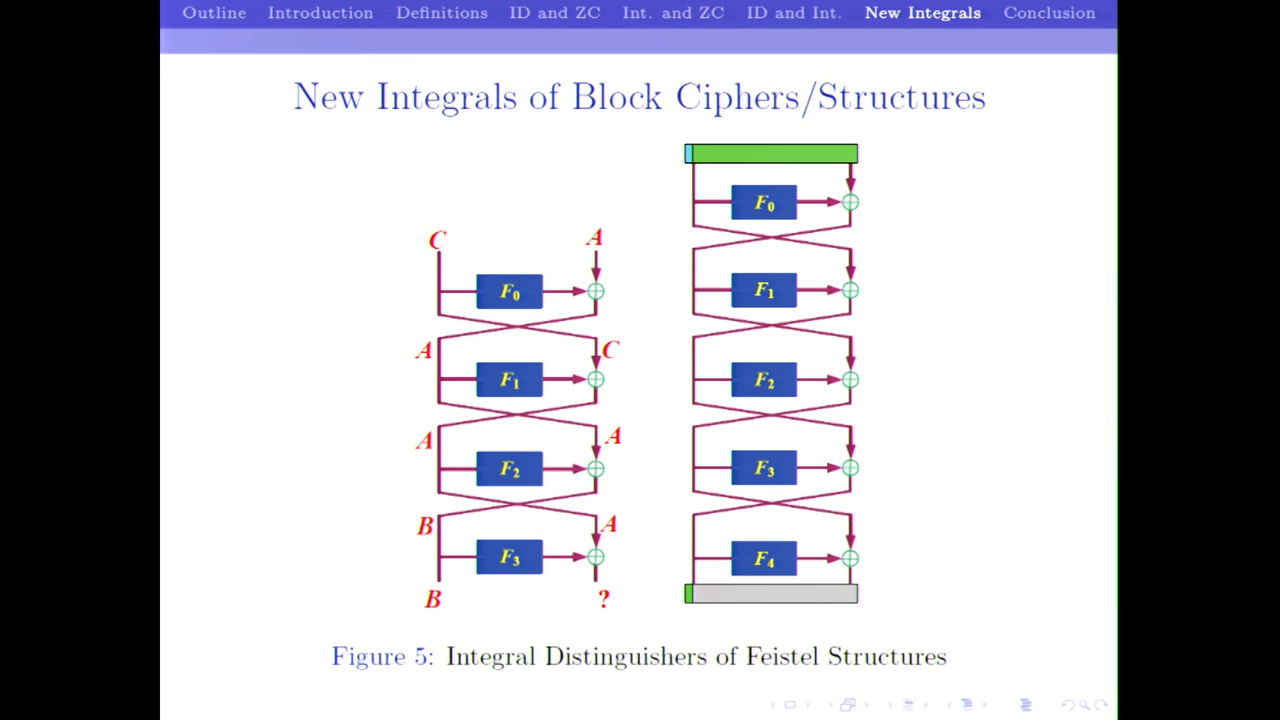 Outline Introduction Definitions ID and ZC Int. and ZC ID and Int. New Integrals Conclusion
New Integrals of Block Ciphers/Structures
C A
F0
A C
F1
A A
F2
B A
F3
B ?
F0
F1
F2
F3
F4
Figure 5: Integral Distinguishers of Feistel Structures